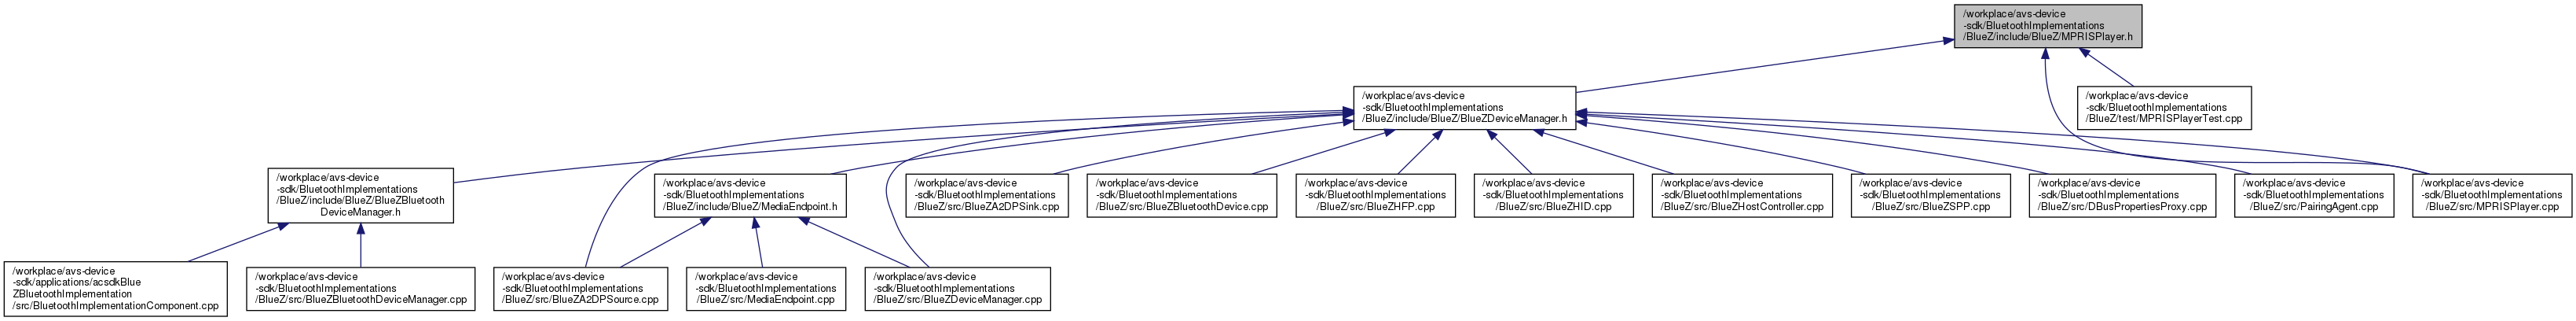 /workplace/avs-device
-sdk/BluetoothImplementations
/BlueZ/include/BlueZ/MPRISPlayer.h
/workplace/avs-device
-sdk/BluetoothImplementations
/BlueZ/include/BlueZ/BlueZDeviceManager.h
/workplace/avs-device
-sdk/BluetoothImplementations
/BlueZ/test/MPRISPlayerTest.cpp
/workplace/avs-device
-sdk/BluetoothImplementations
/BlueZ/include/BlueZ/BlueZBluetooth
DeviceManager.h
/workplace/avs-device
-sdk/BluetoothImplementations
/BlueZ/include/BlueZ/MediaEndpoint.h
/workplace/avs-device
-sdk/BluetoothImplementations
/BlueZ/src/BlueZA2DPSink.cpp
/workplace/avs-device
-sdk/BluetoothImplementations
/BlueZ/src/BlueZBluetoothDevice.cpp
/workplace/avs-device
-sdk/BluetoothImplementations
/BlueZ/src/BlueZHFP.cpp
/workplace/avs-device
-sdk/BluetoothImplementations
/BlueZ/src/BlueZHID.cpp
/workplace/avs-device
-sdk/BluetoothImplementations
/BlueZ/src/BlueZHostController.cpp
/workplace/avs-device
-sdk/BluetoothImplementations
/BlueZ/src/BlueZSPP.cpp
/workplace/avs-device
-sdk/BluetoothImplementations
/BlueZ/src/DBusPropertiesProxy.cpp
/workplace/avs-device
-sdk/BluetoothImplementations
/BlueZ/src/PairingAgent.cpp
/workplace/avs-device
-sdk/BluetoothImplementations
/BlueZ/src/MPRISPlayer.cpp
/workplace/avs-device
-sdk/applications/acsdkBlue
ZBluetoothImplementation
/src/BluetoothImplementationComponent.cpp
/workplace/avs-device
-sdk/BluetoothImplementations
/BlueZ/src/BlueZBluetoothDeviceManager.cpp
/workplace/avs-device
-sdk/BluetoothImplementations
/BlueZ/src/BlueZA2DPSource.cpp
/workplace/avs-device
-sdk/BluetoothImplementations
/BlueZ/src/MediaEndpoint.cpp
/workplace/avs-device
-sdk/BluetoothImplementations
/BlueZ/src/BlueZDeviceManager.cpp